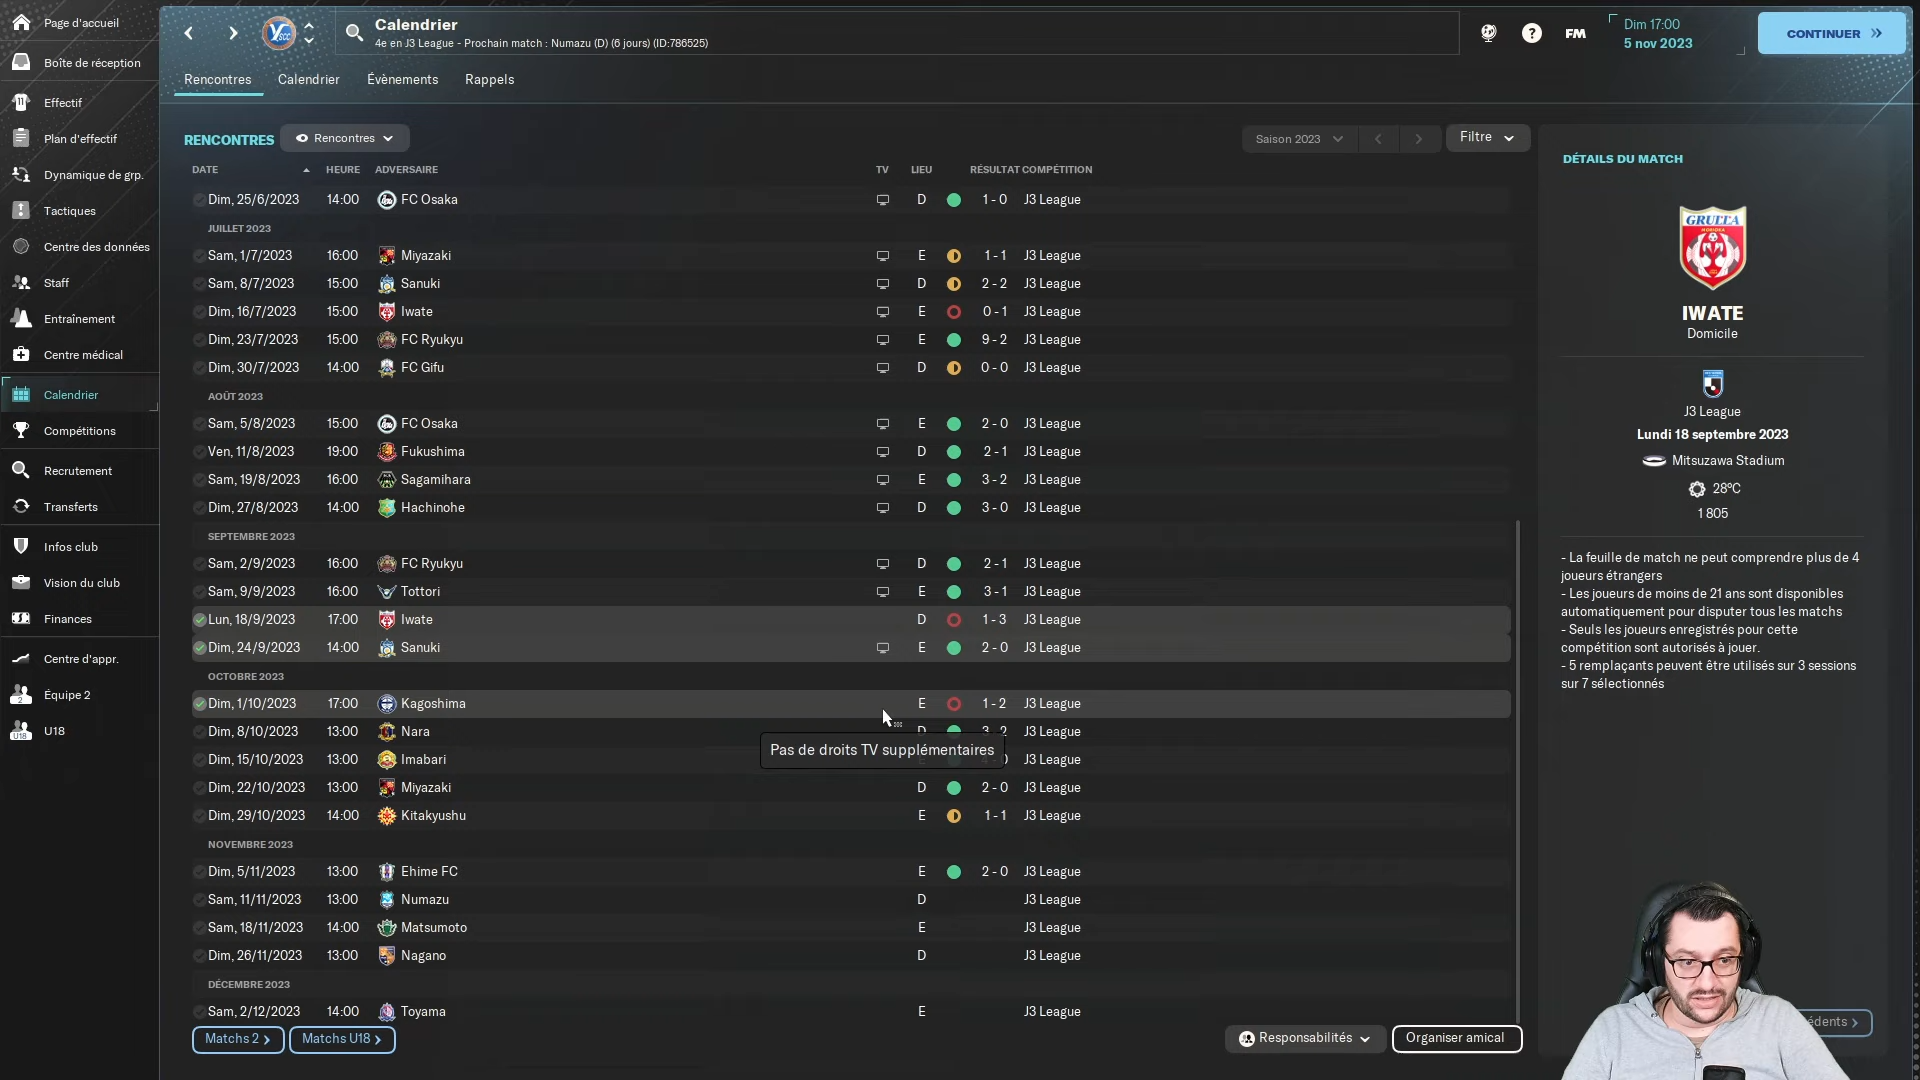 Page d'accueil
Boîte de réception
Effectif
Plan d'effectif
Dynamique de grp.
Tactiques
Centre des données
Staff
Entraînement
Centre médical
Calendrier
Compétitions
Recrutement
Transferts
Infos club
Vision du club
Finances
Centre d'appr.
Équipe 2
U18
Calendrier
4e en J3 League - Prochain match : Numazu (D) (6 jours) (ID:786525)
FM
Dim 17:00
5 nov 2023
CONTINUER
Rencontres Calendrier Évènements Rappels
RENCONTRES Rencontres
Saison 2023 Filtre
DATE HEURE ADVERSAIRE TV LIEU RÉSULTAT COMPÉTITION
Dim, 25/6/2023 14:00 FC Osaka D 1 - 0 J3 League
JUILLET 2023
Sam, 1/7/2023 16:00 Miyazaki E 1 - 1 J3 League
Sam, 8/7/2023 15:00 Sanuki D 2 - 2 J3 League
Dim, 16/7/2023 15:00 Iwate E 0 - 1 J3 League
Dim, 23/7/2023 15:00 FC Ryukyu E 9 - 2 J3 League
Dim, 30/7/2023 14:00 FC Gifu D 0 - 0 J3 League
AOÛT 2023
Sam, 5/8/2023 15:00 FC Osaka E 2 - 0 J3 League
Ven, 11/8/2023 19:00 Fukushima D 2 - 1 J3 League
Sam, 19/8/2023 16:00 Sagamihara E 3 - 2 J3 League
Dim, 27/8/2023 14:00 Hachinohe D 3 - 0 J3 League
SEPTEMBRE 2023
Sam, 2/9/2023 16:00 FC Ryukyu D 2 - 1 J3 League
Sam, 9/9/2023 16:00 Tottori E 3 - 1 J3 League
Lun, 18/9/2023 17:00 Iwate D 1 - 3 J3 League
Dim, 24/9/2023 14:00 Sanuki E 2 - 0 J3 League
OCTOBRE 2023
Dim, 1/10/2023 17:00 Kagoshima E 1 - 2 J3 League
Dim, 8/10/2023 13:00 Nara D 3 - 2 J3 League
Pas de droits TV supplémentaires
Dim, 15/10/2023 13:00 Imabari J3 League
Dim, 22/10/2023 13:00 Miyazaki D 2 - 0 J3 League
Dim, 29/10/2023 14:00 Kitakyushu E 1 - 1 J3 League
NOVEMBRE 2023
Dim, 5/11/2023 13:00 Ehime FC E 2 - 0 J3 League
Sam, 11/11/2023 13:00 Numazu D J3 League
Sam, 18/11/2023 14:00 Matsumoto E J3 League
Dim, 26/11/2023 13:00 Nagano D J3 League
DÉCEMBRE 2023
Sam, 2/12/2023 14:00 Toyama E J3 League
Matchs 2 Matchs U18
Responsabilités Organiser amical
DÉTAILS DU MATCH
GRULLA
IWATE
Domicile
J3 League
Lundi 18 septembre 2023
Mitsuzawa Stadium
28°C
1 805
- La feuille de match ne peut comprendre plus de 4
joueurs étrangers
- Les joueurs de moins de 21 ans sont disponibles
automatiquement pour disputer tous les matchs
- Seuls les joueurs enregistrés pour cette
compétition sont autorisés à jouer.
- 5 remplaçants peuvent être utilisés sur 3 sessions
sur 7 sélectionnés